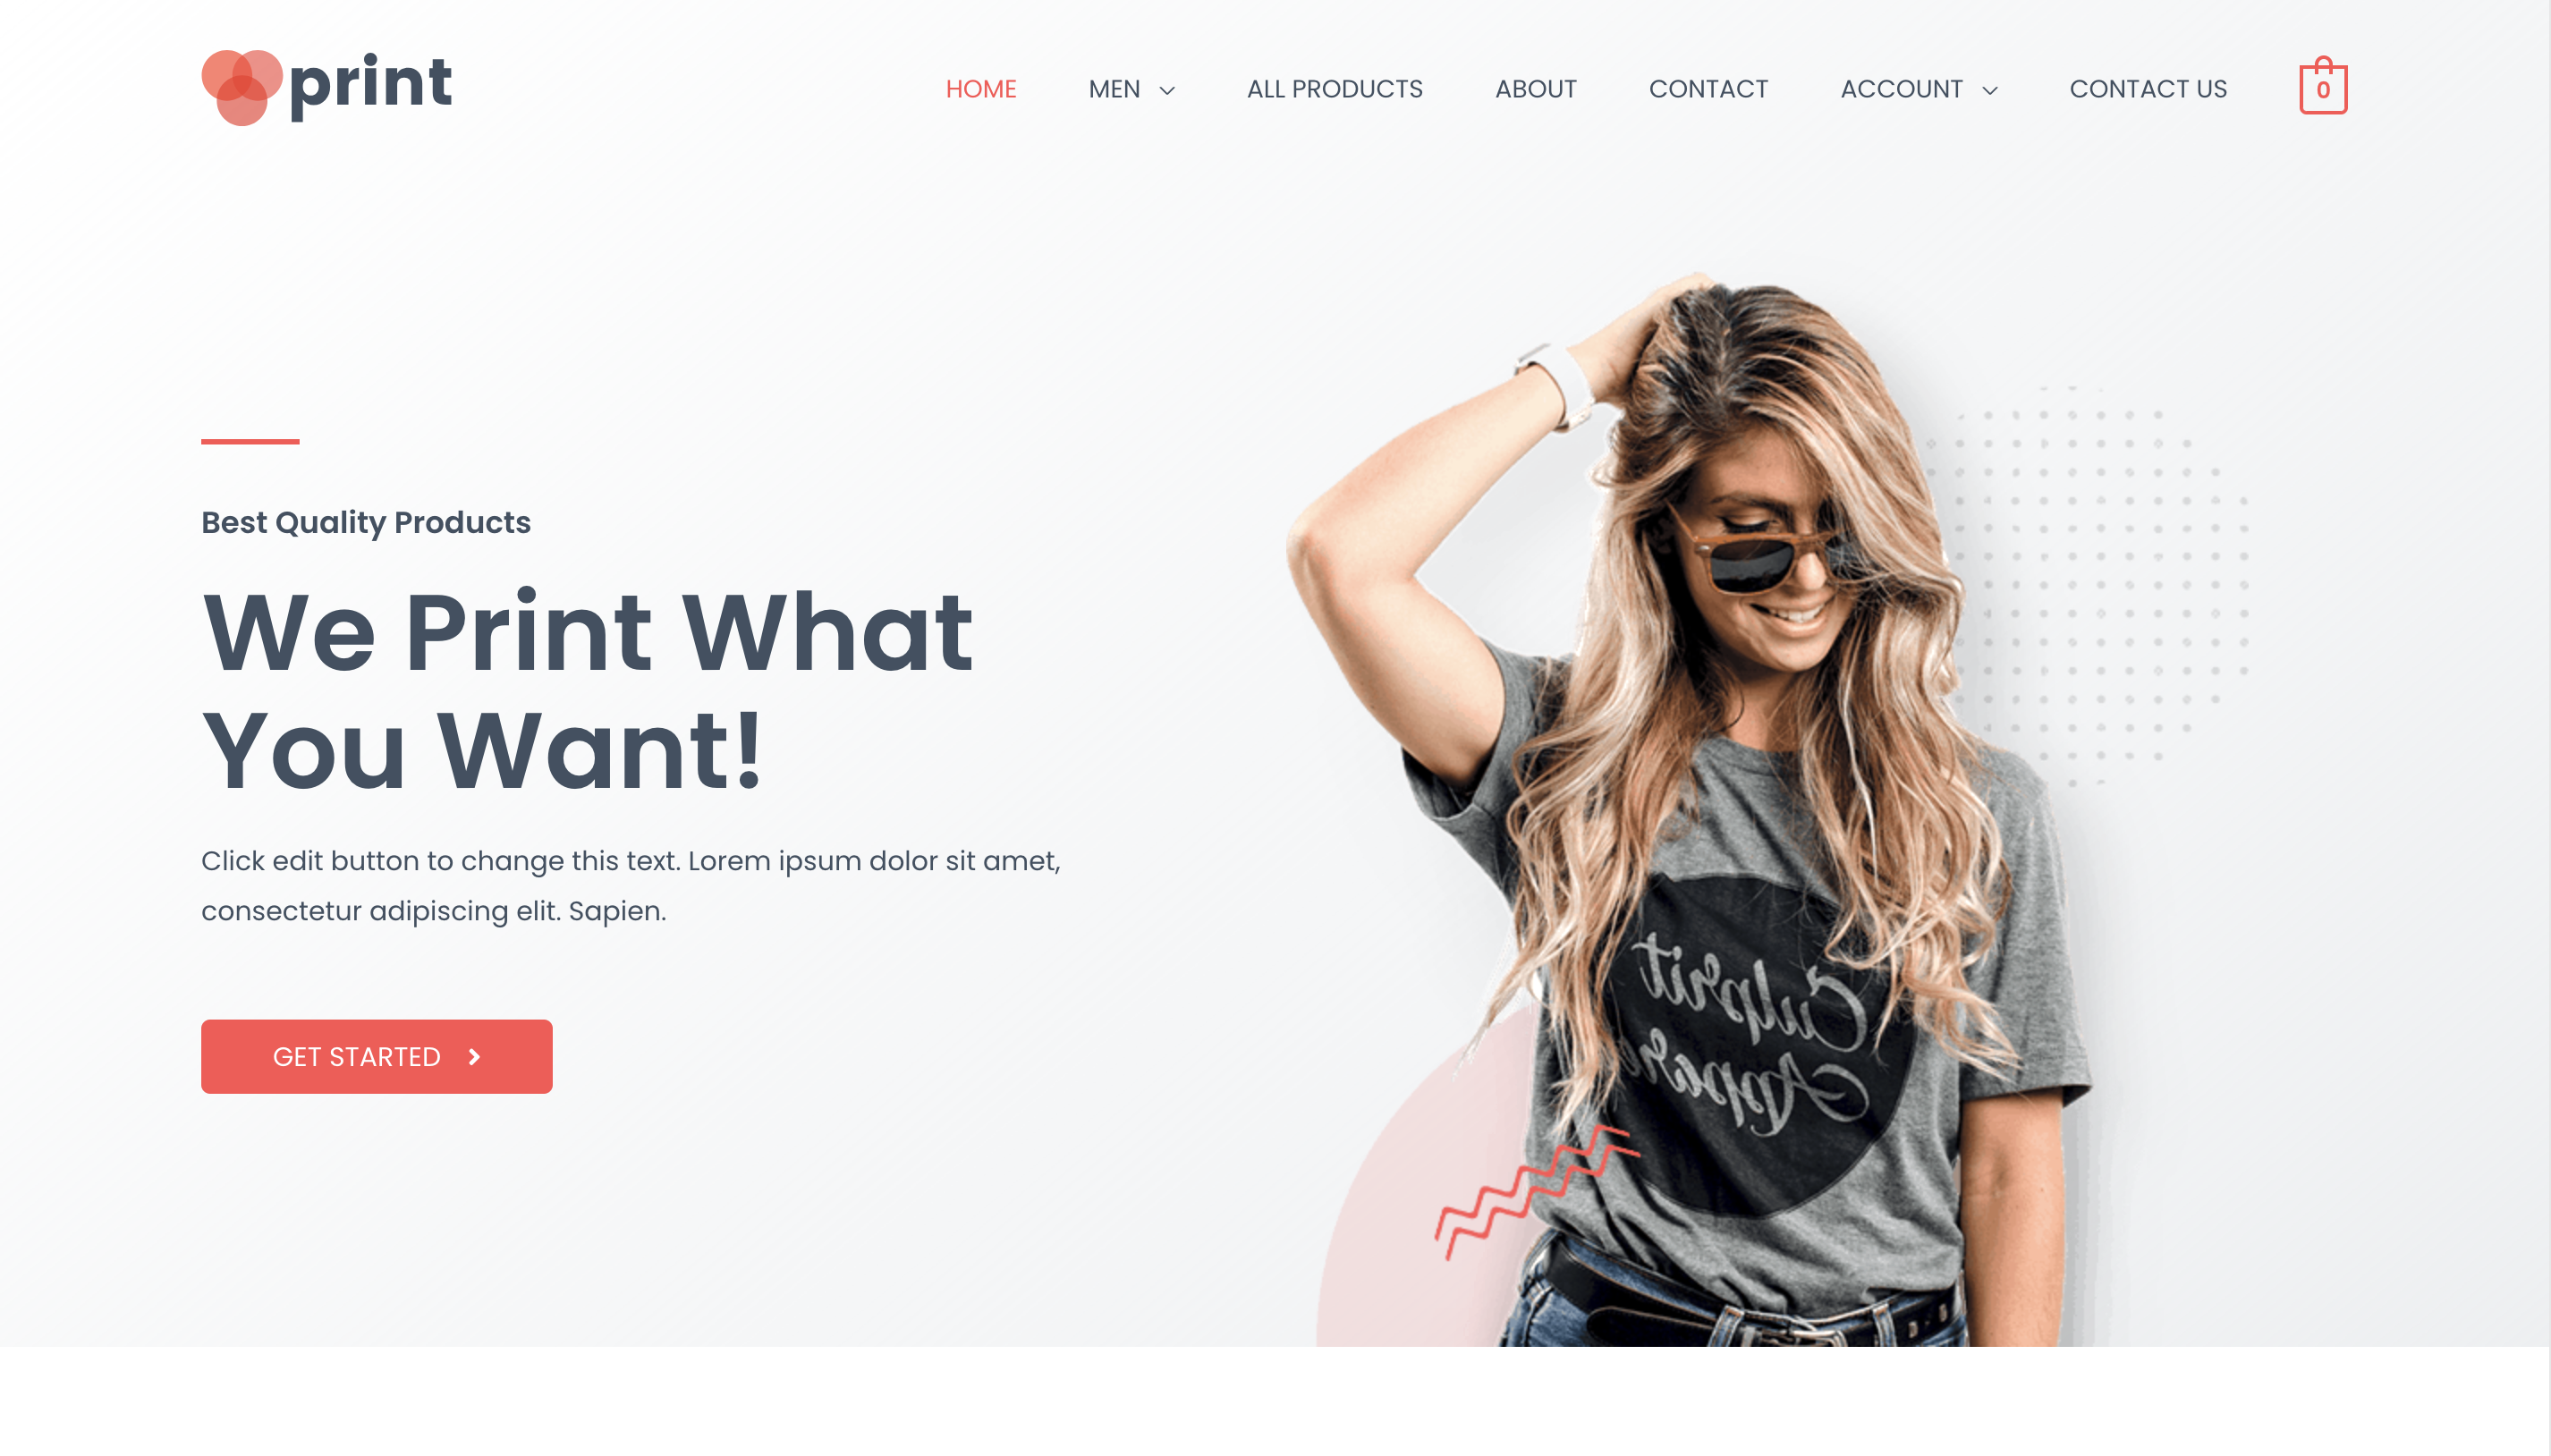 print
HOME
MEN
ALL PRODUCTS
ABOUT
CONTACT
ACCOUNT
CONTACT US
0
Best Quality Products
We Print What
You Want!
Click edit button to change this text. Lorem ipsum dolor sit amet,
consectetur adipiscing elit. Sapien.
GET STARTED
Culprit